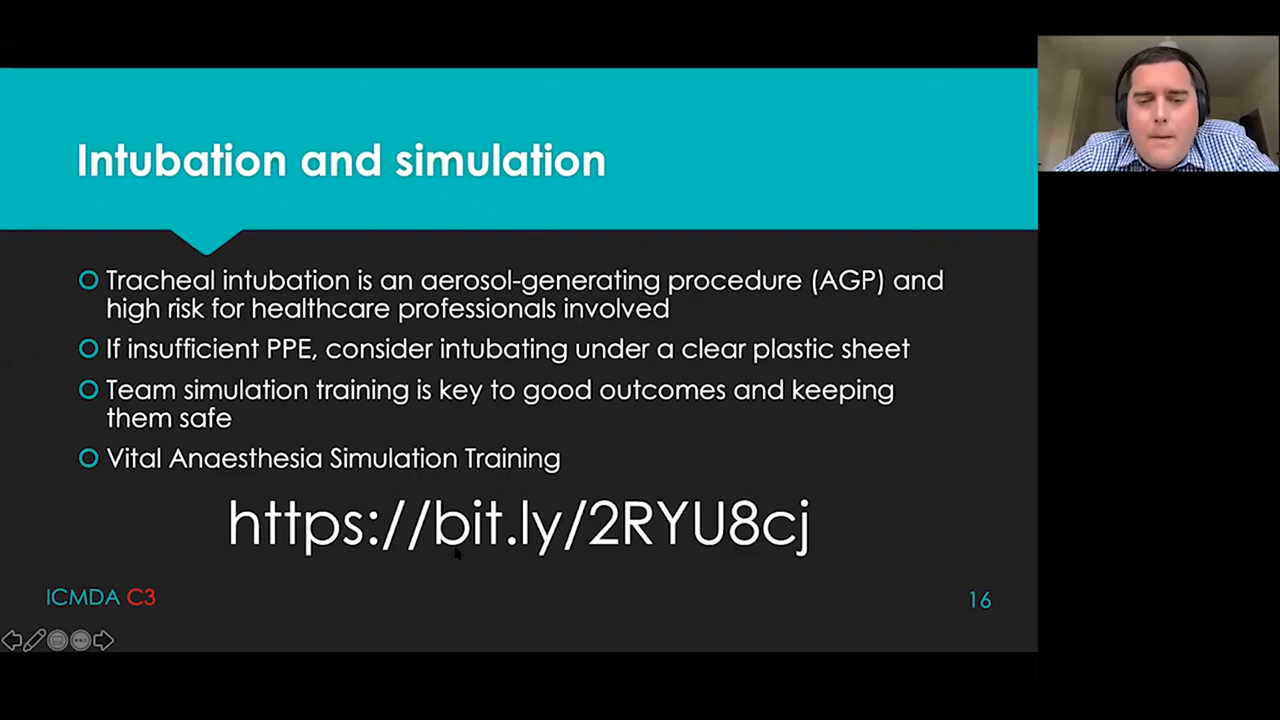 Intubation and simulation
Tracheal intubation is an aerosol-generating procedure (AGP) and
high risk for healthcare professionals involved
If insufficient PPE, consider intubating under a clear plastic sheet
Team simulation training is key to good outcomes and keeping
them safe
Vital Anaesthesia Simulation Training
https://bit.ly/2RYU8cj
ICMDA C3
16